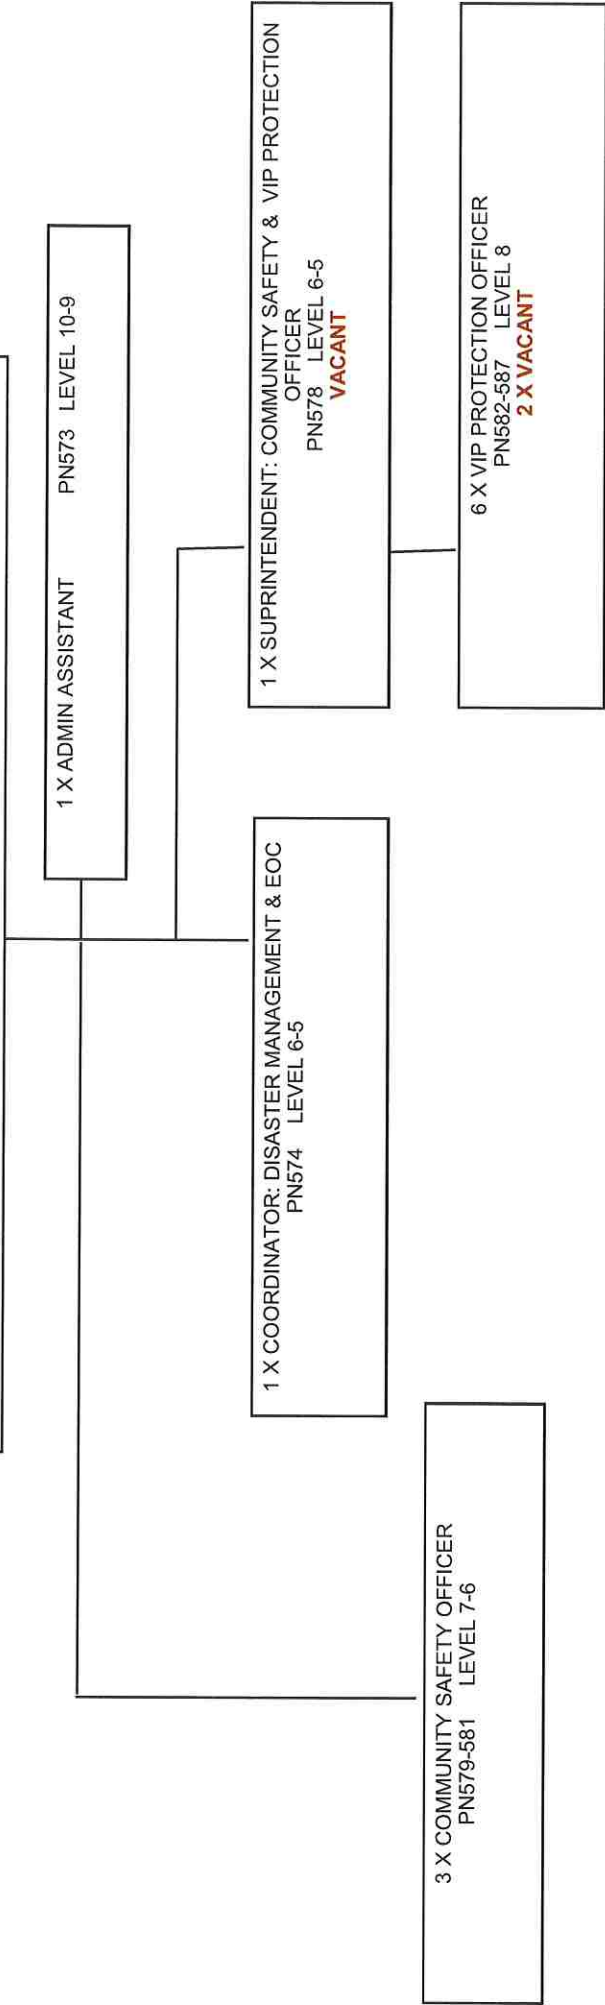 1 X ADMIN ASSISTANT PN573 LEVEL 10-9
3 X COMMUNITY SAFETY OFFICER
PN579-581 LEVEL 7-6
1 X COORDINATOR: DISASTER MANAGEMENT & EOC
PN574 LEVEL 6-5
1 X SUPRINTENDENT: COMMUNITY SAFETY & VIP PROTECTION
OFFICER
PN578 LEVEL 6-5
VACANT
6 X VIP PROTECTION OFFICER
PN582-587 LEVEL 8
2 X VACANT